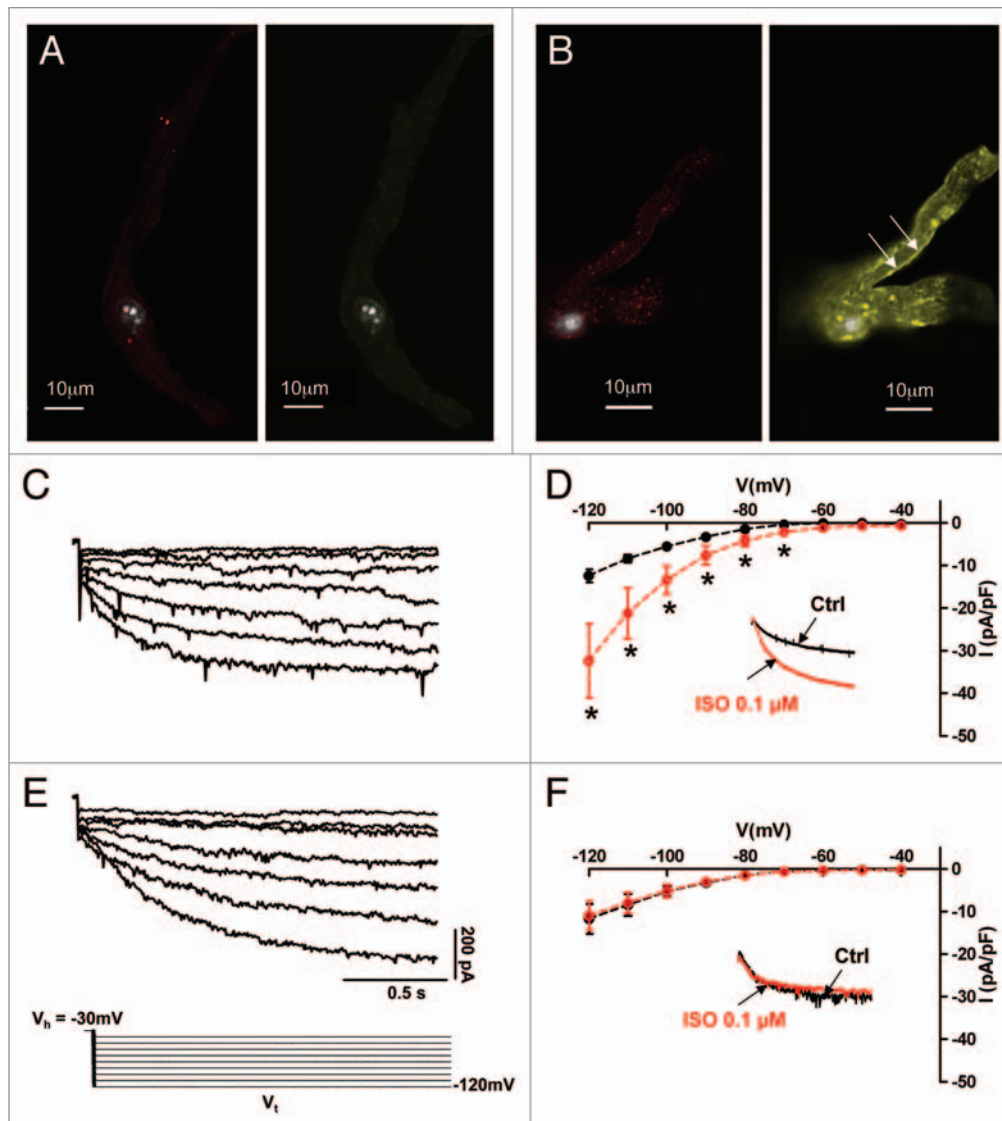 A
10μm
10μm
B
10μm
10μm
C
D
V(mV)
-120 -100 -80 -60 -40
0
-10
-20
-30
-40
-50
I (pA/pF)
*
*
*
*
*
*
Ctrl
ISO 0.1 μM
E
200 pA
0.5 s
Vh = -30mV
-120mV
Vt
F
V(mV)
-120 -100 -80 -60 -40
0
-10
-20
-30
-40
-50
I (pA/pF)
Ctrl
ISO 0.1 μM